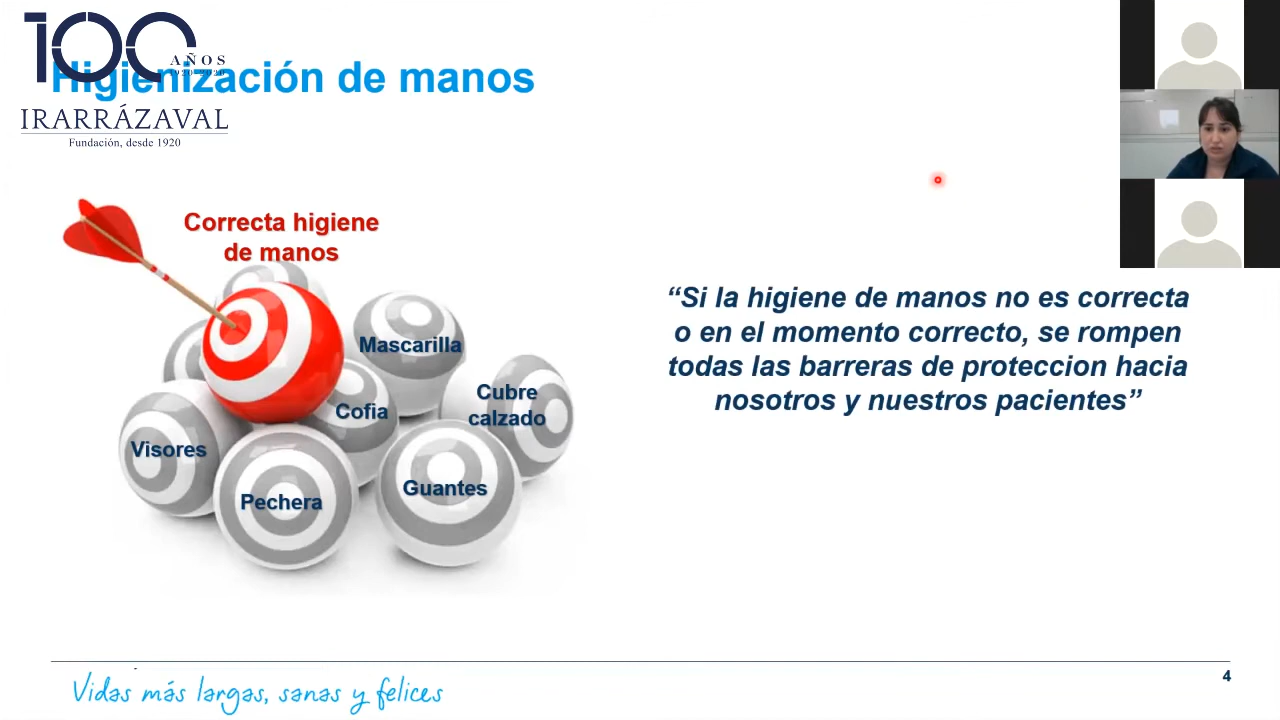 100
AÑOS
1920-2020
Higienización de manos
IRARRÁZAVAL
Fundación, desde 1920
Correcta higiene
de manos
Mascarilla
Cubre
calzado
Cofia
Visores
Guantes
Pechera
“Si la higiene de manos no es correcta
o en el momento correcto, se rompen
todas las barreras de proteccion hacia
nosotros y nuestros pacientes”
4
Vidas más largas, sanas y felices